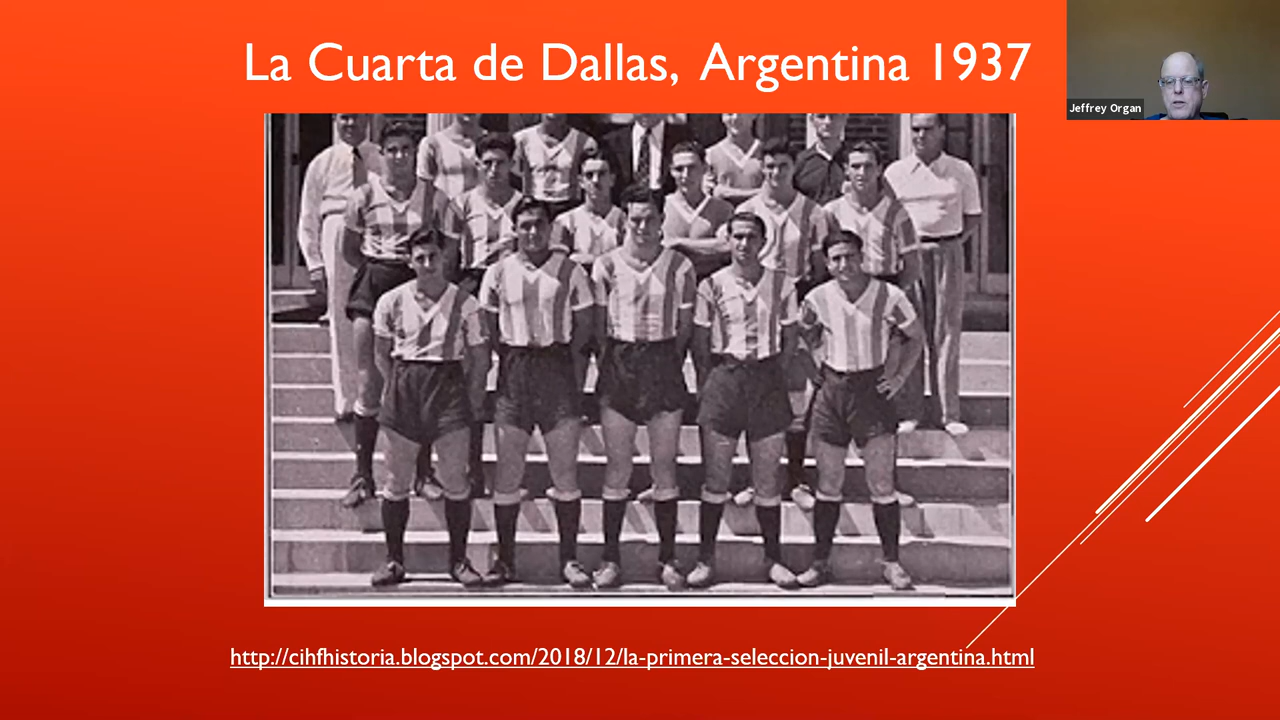 La Cuarta de Dallas, Argentina 1937
Jeffrey Organ
http://cihfhistoria.blogspot.com/2018/12/la-primera-seleccion-juvenil-argentina.html